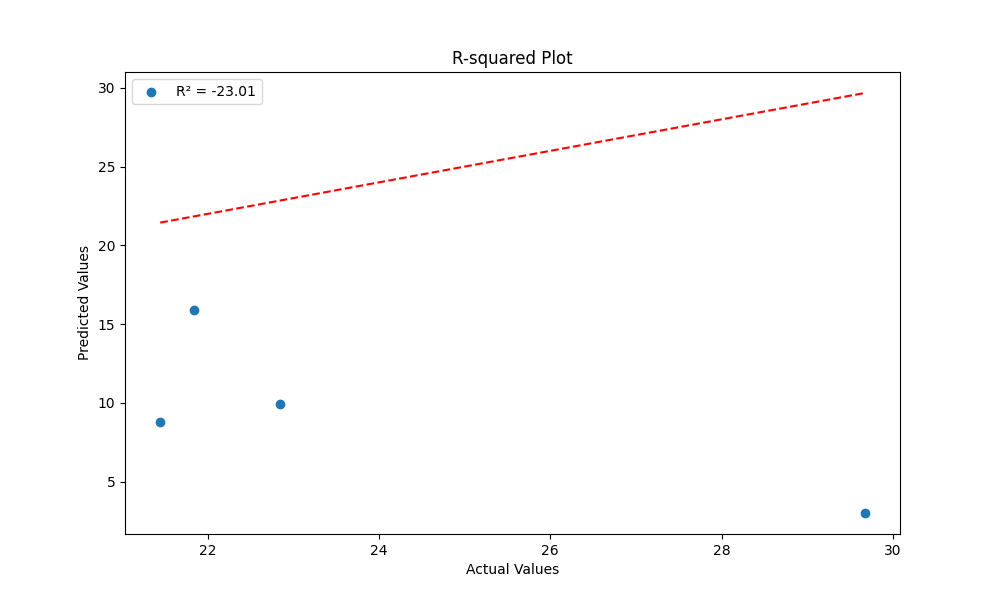 R-squared Plot
R² = -23.01
30
25
20
15
10
5
Predicted Values
22
24
26
28
30
Actual Values